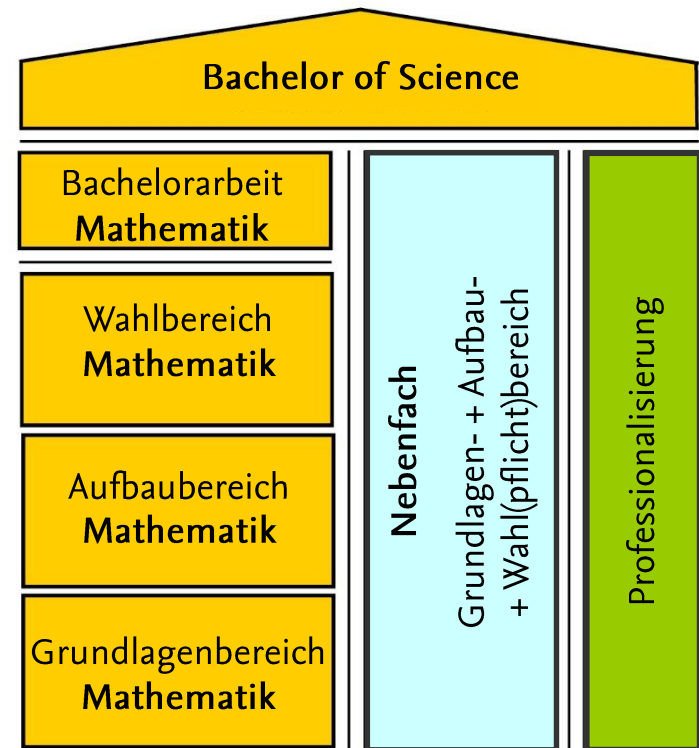 Bachelor of Science
Bachelorarbeit
Mathematik
Wahlbereich
Mathematik
Aufbaubereich
Mathematik
Grundlagenbereich
Mathematik
Nebenfach
Grundlagen- + Aufbau-
+ Wahl(pflicht)bereich
Professionalisierung